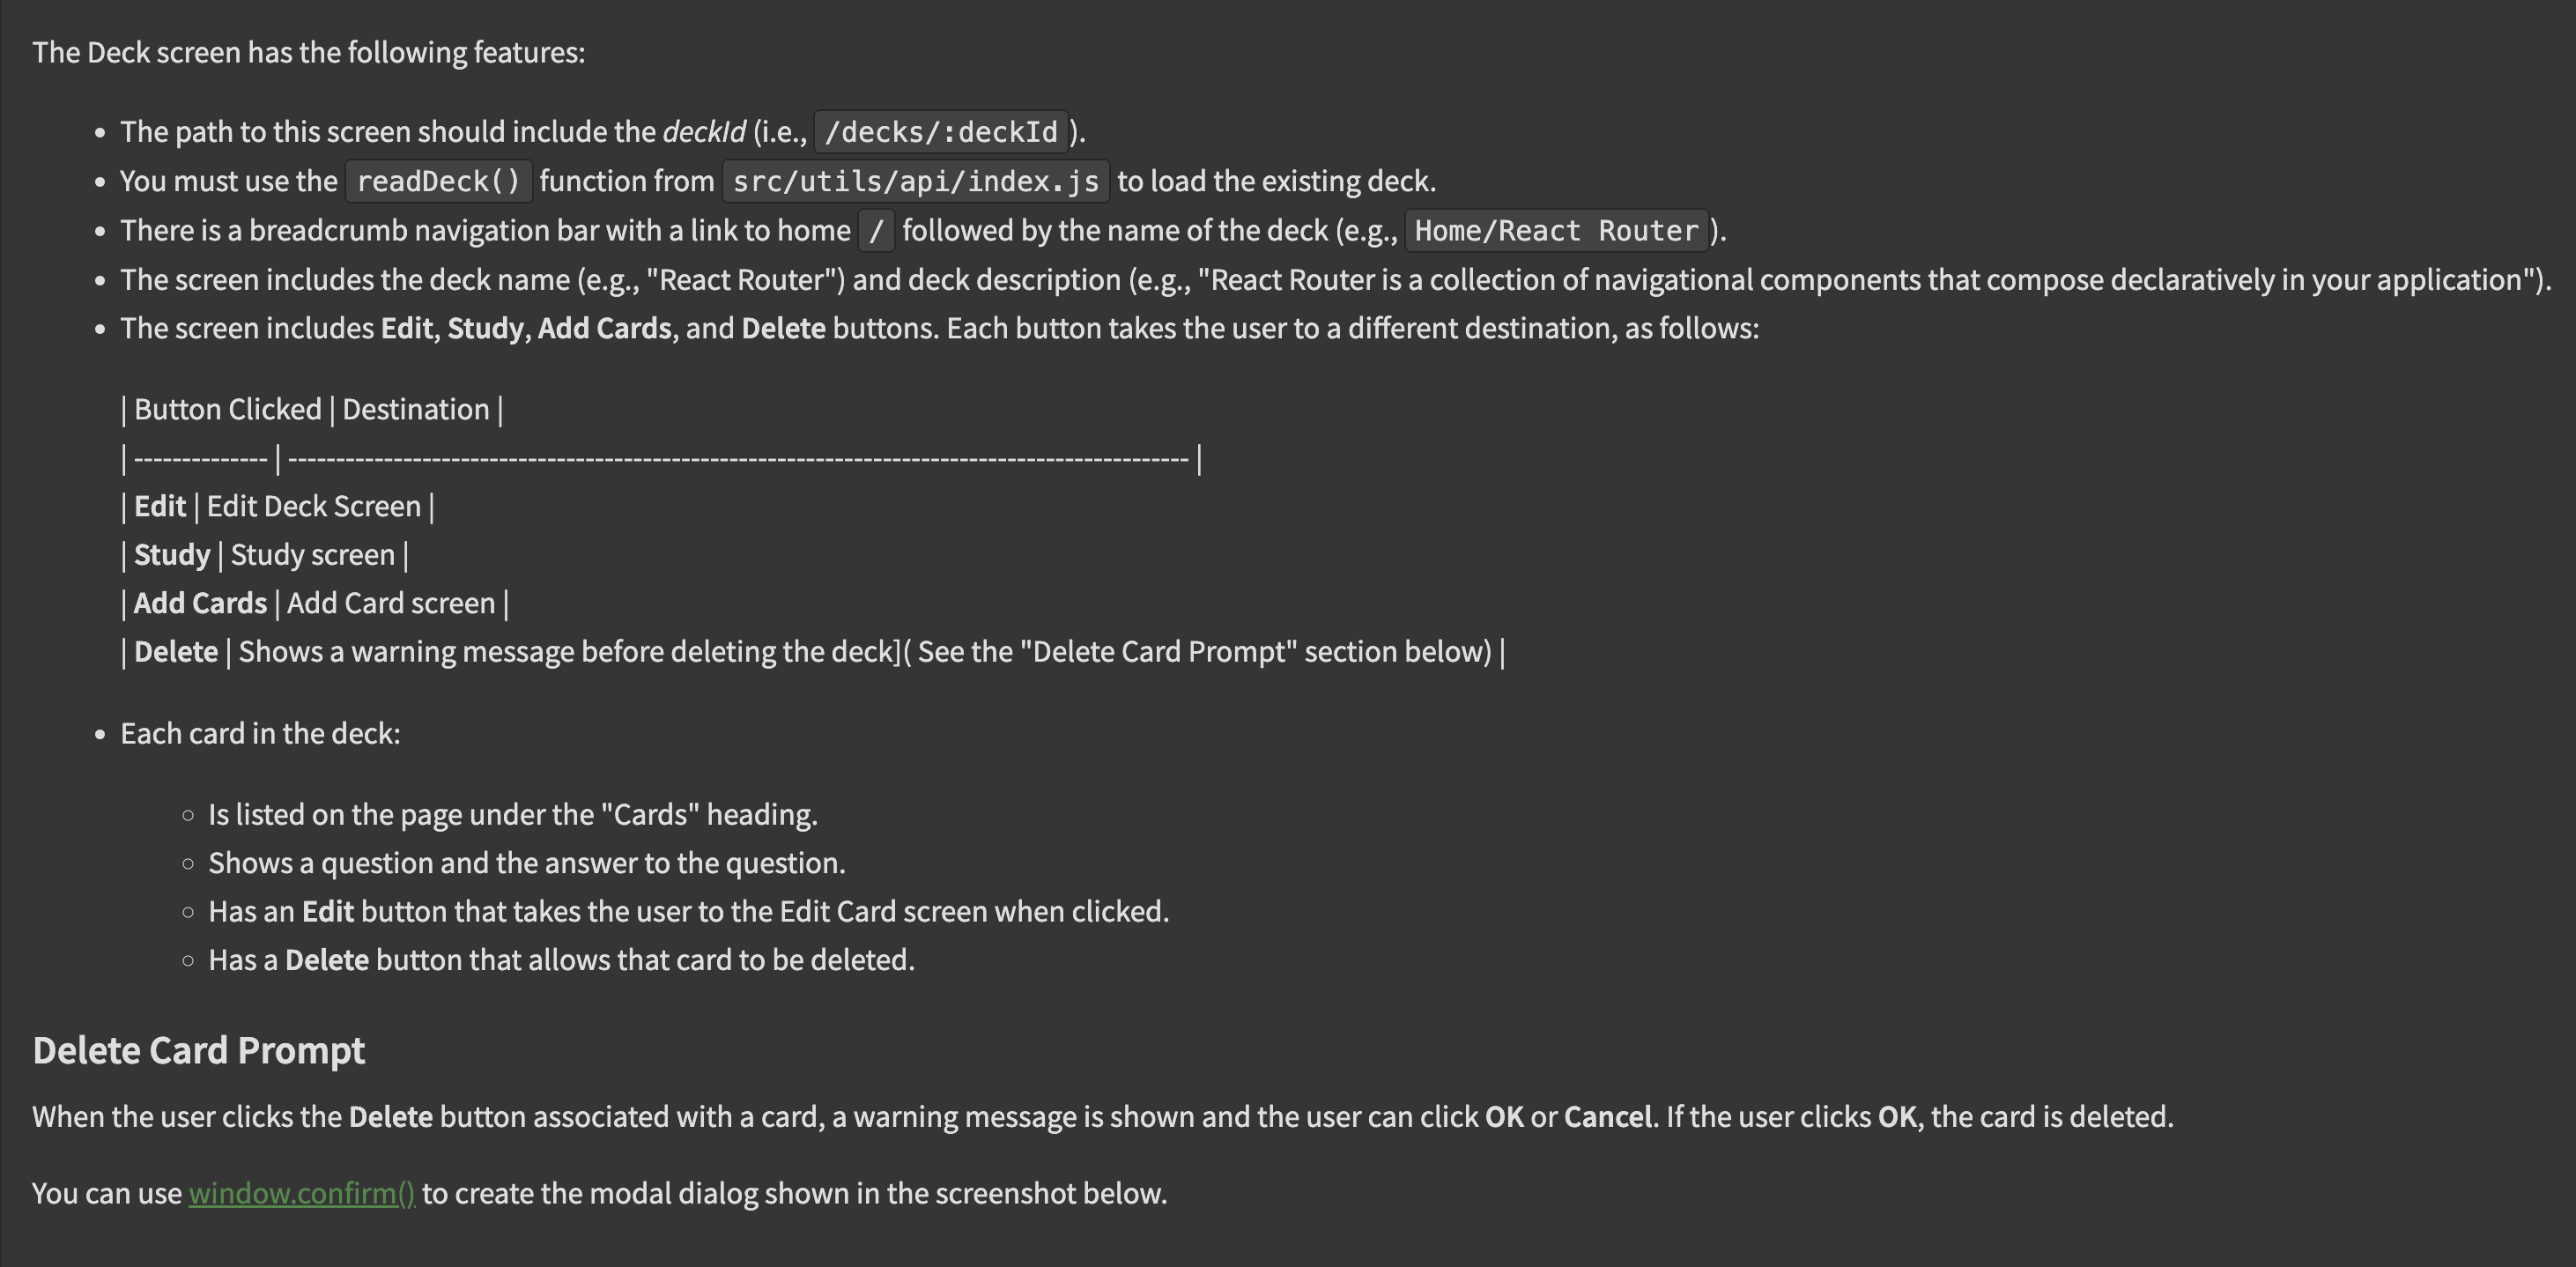 The Deck screen has the following features:
• The path to this screen should include the deckId (i.e., /decks/:deckId ).
• You must use the readDeck() function from src/utils/api/index.js to load the existing deck.
• There is a breadcrumb navigation bar with a link to home / followed by the name of the deck (e.g., Home/React Router ).
• The screen includes the deck name (e.g., "React Router") and deck description (e.g., "React Router is a collection of navigational components that compose declaratively in your application").
• The screen includes Edit, Study, Add Cards, and Delete buttons. Each button takes the user to a different destination, as follows:
| Button Clicked | Destination |
| -------------- | ----------------------------------------------------------------------------------------------- |
| Edit | Edit Deck Screen |
| Study | Study screen |
| Add Cards | Add Card screen |
| Delete | Shows a warning message before deleting the deck]( See the "Delete Card Prompt" section below) |
• Each card in the deck:
○ Is listed on the page under the "Cards" heading.
○ Shows a question and the answer to the question.
○ Has an Edit button that takes the user to the Edit Card screen when clicked.
○ Has a Delete button that allows that card to be deleted.
Delete Card Prompt
When the user clicks the Delete button associated with a card, a warning message is shown and the user can click OK or Cancel. If the user clicks OK, the card is deleted.
You can use window.confirm() to create the modal dialog shown in the screenshot below.